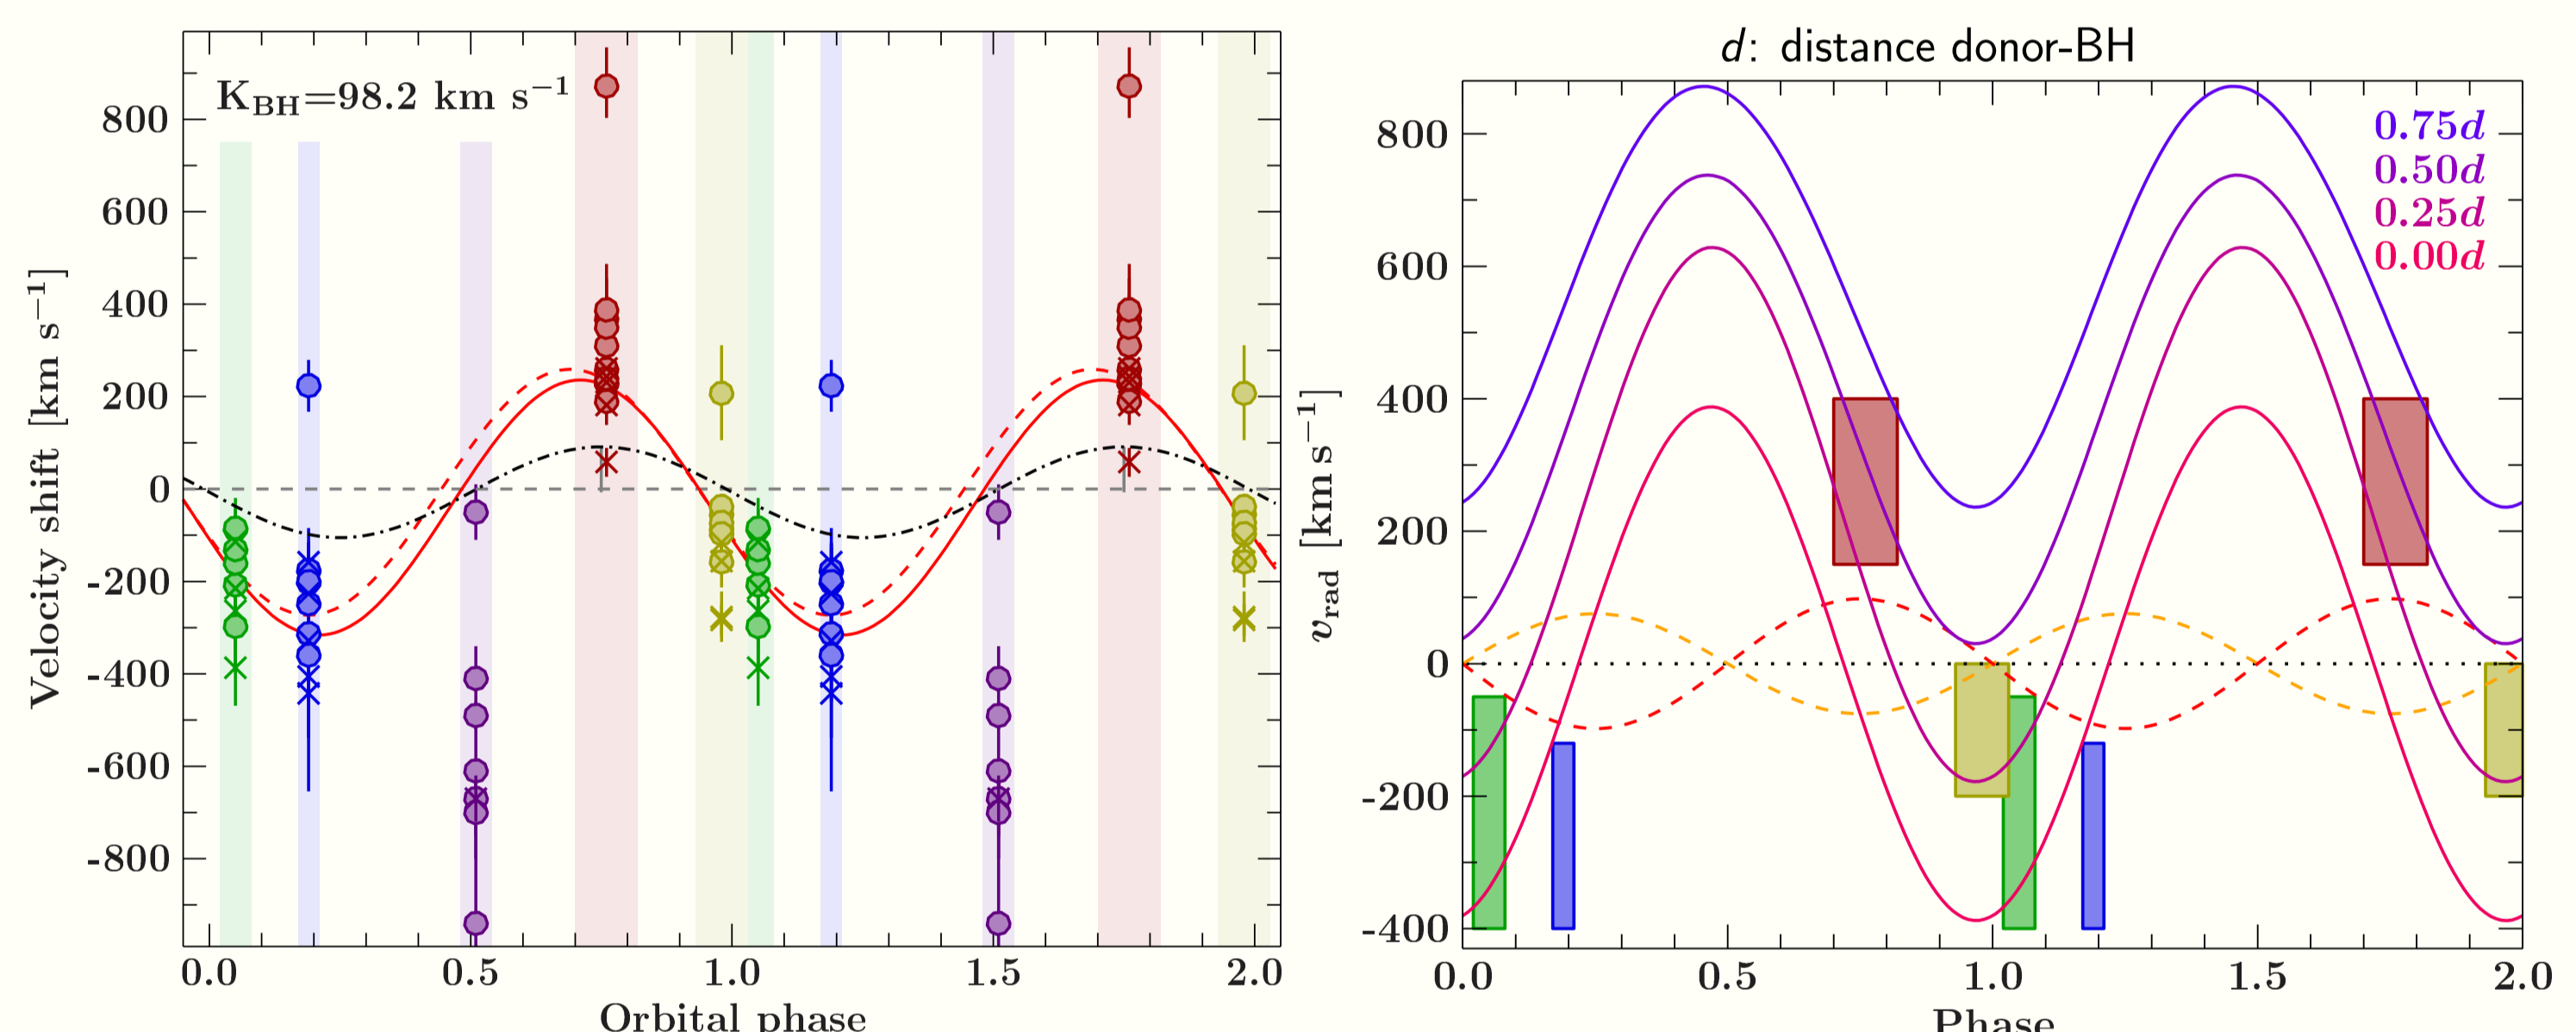 d: distance donor-BH
K_BH=98.2 km s⁻¹
Velocity shift [km s⁻¹]
800
600
400
200
0
-200
-400
-600
-800
0.0 0.5 1.0 1.5 2.0
Orbital phase
v_rad [km s⁻¹]
800
600
400
200
0
-200
-400
0.75d
0.50d
0.25d
0.00d
0.0 0.5 1.0 1.5 2.0
Phase